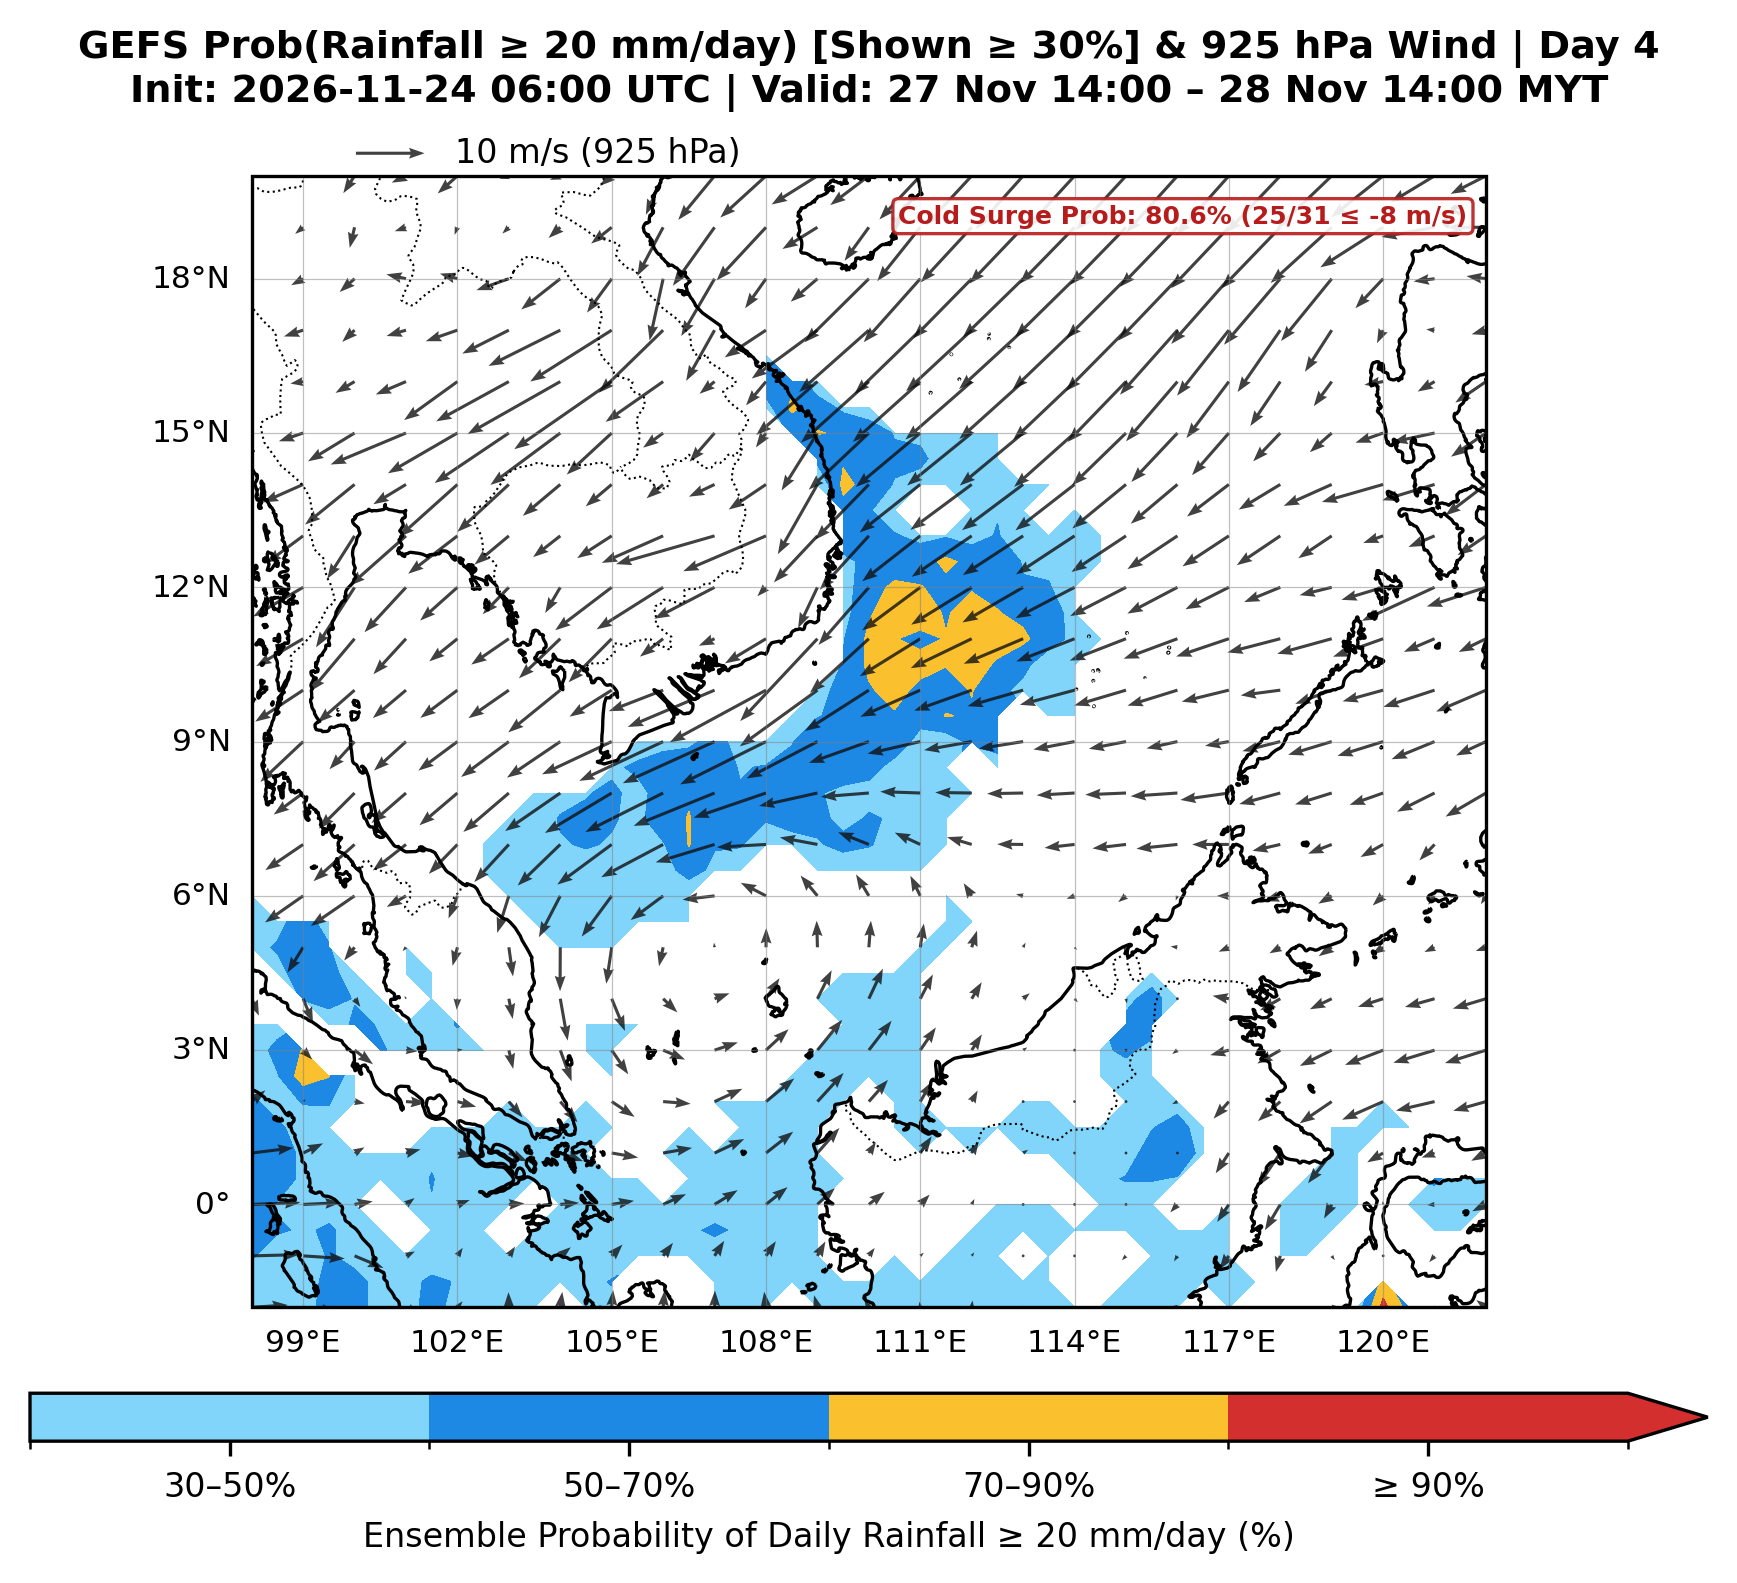 GEFS Prob(Rainfall ≥ 20 mm/day) [Shown ≥ 30%] & 925 hPa Wind | Day 4
Init: 2026-11-24 06:00 UTC | Valid: 27 Nov 14:00 – 28 Nov 14:00 MYT
10 m/s (925 hPa)
Cold Surge Prob: 80.6% (25/31 ≤ -8 m/s)
18°N
15°N
12°N
9°N
6°N
3°N
0°
99°E 102°E 105°E 108°E 111°E 114°E 117°E 120°E
30–50% 50–70% 70–90% ≥ 90%
Ensemble Probability of Daily Rainfall ≥ 20 mm/day (%)